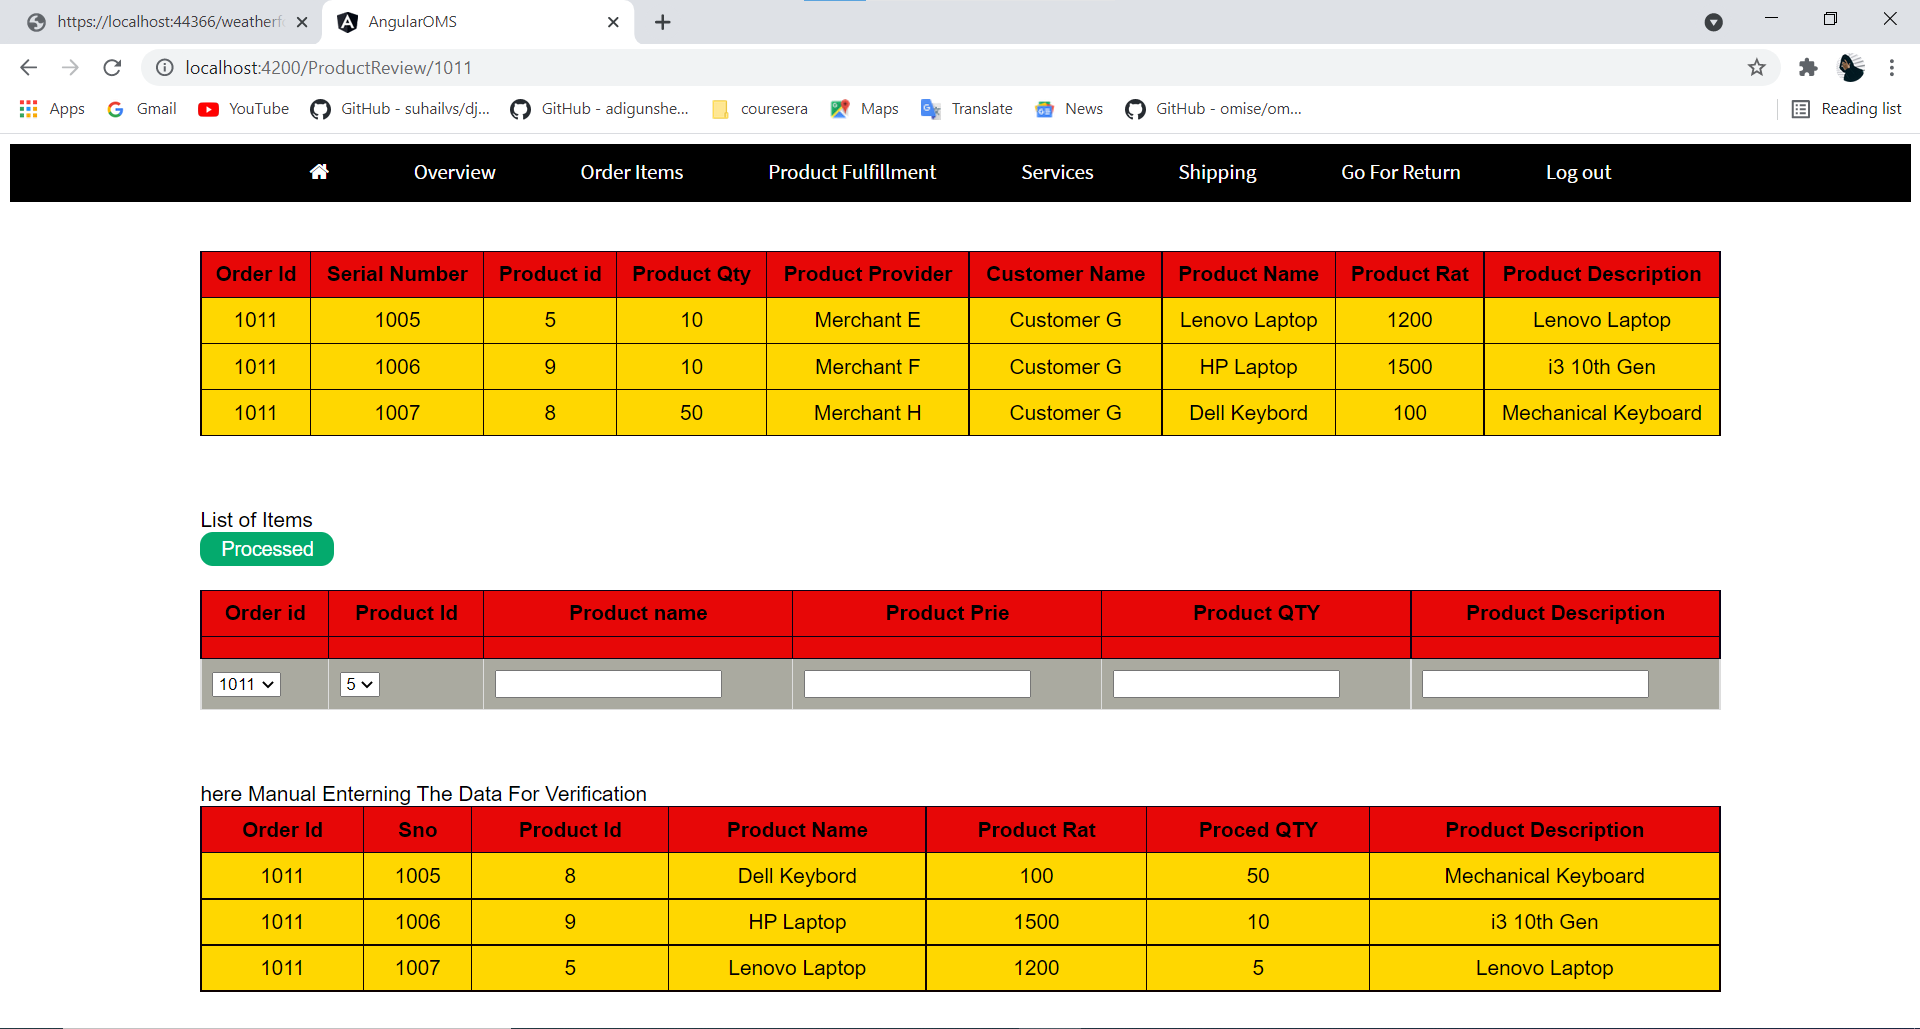 https://localhost:44366/weatherf
AngularOMS
localhost:4200/ProductReview/1011
Apps Gmail YouTube GitHub - suhailvs/dj... GitHub - adigunshe... couresera Maps Translate News GitHub - omise/om... Reading list
Overview Order Items Product Fulfillment Services Shipping Go For Return Log out
Order Id Serial Number Product id Product Qty Product Provider Customer Name Product Name Product Rat Product Description
1011 1005 5 10 Merchant E Customer G Lenovo Laptop 1200 Lenovo Laptop
1011 1006 9 10 Merchant F Customer G HP Laptop 1500 i3 10th Gen
1011 1007 8 50 Merchant H Customer G Dell Keybord 100 Mechanical Keyboard
List of Items
Processed
Order id Product Id Product name Product Prie Product QTY Product Description
1011 5
here Manual Enterning The Data For Verification
Order Id Sno Product Id Product Name Product Rat Proced QTY Product Description
1011 1005 8 Dell Keybord 100 50 Mechanical Keyboard
1011 1006 9 HP Laptop 1500 10 i3 10th Gen
1011 1007 5 Lenovo Laptop 1200 5 Lenovo Laptop